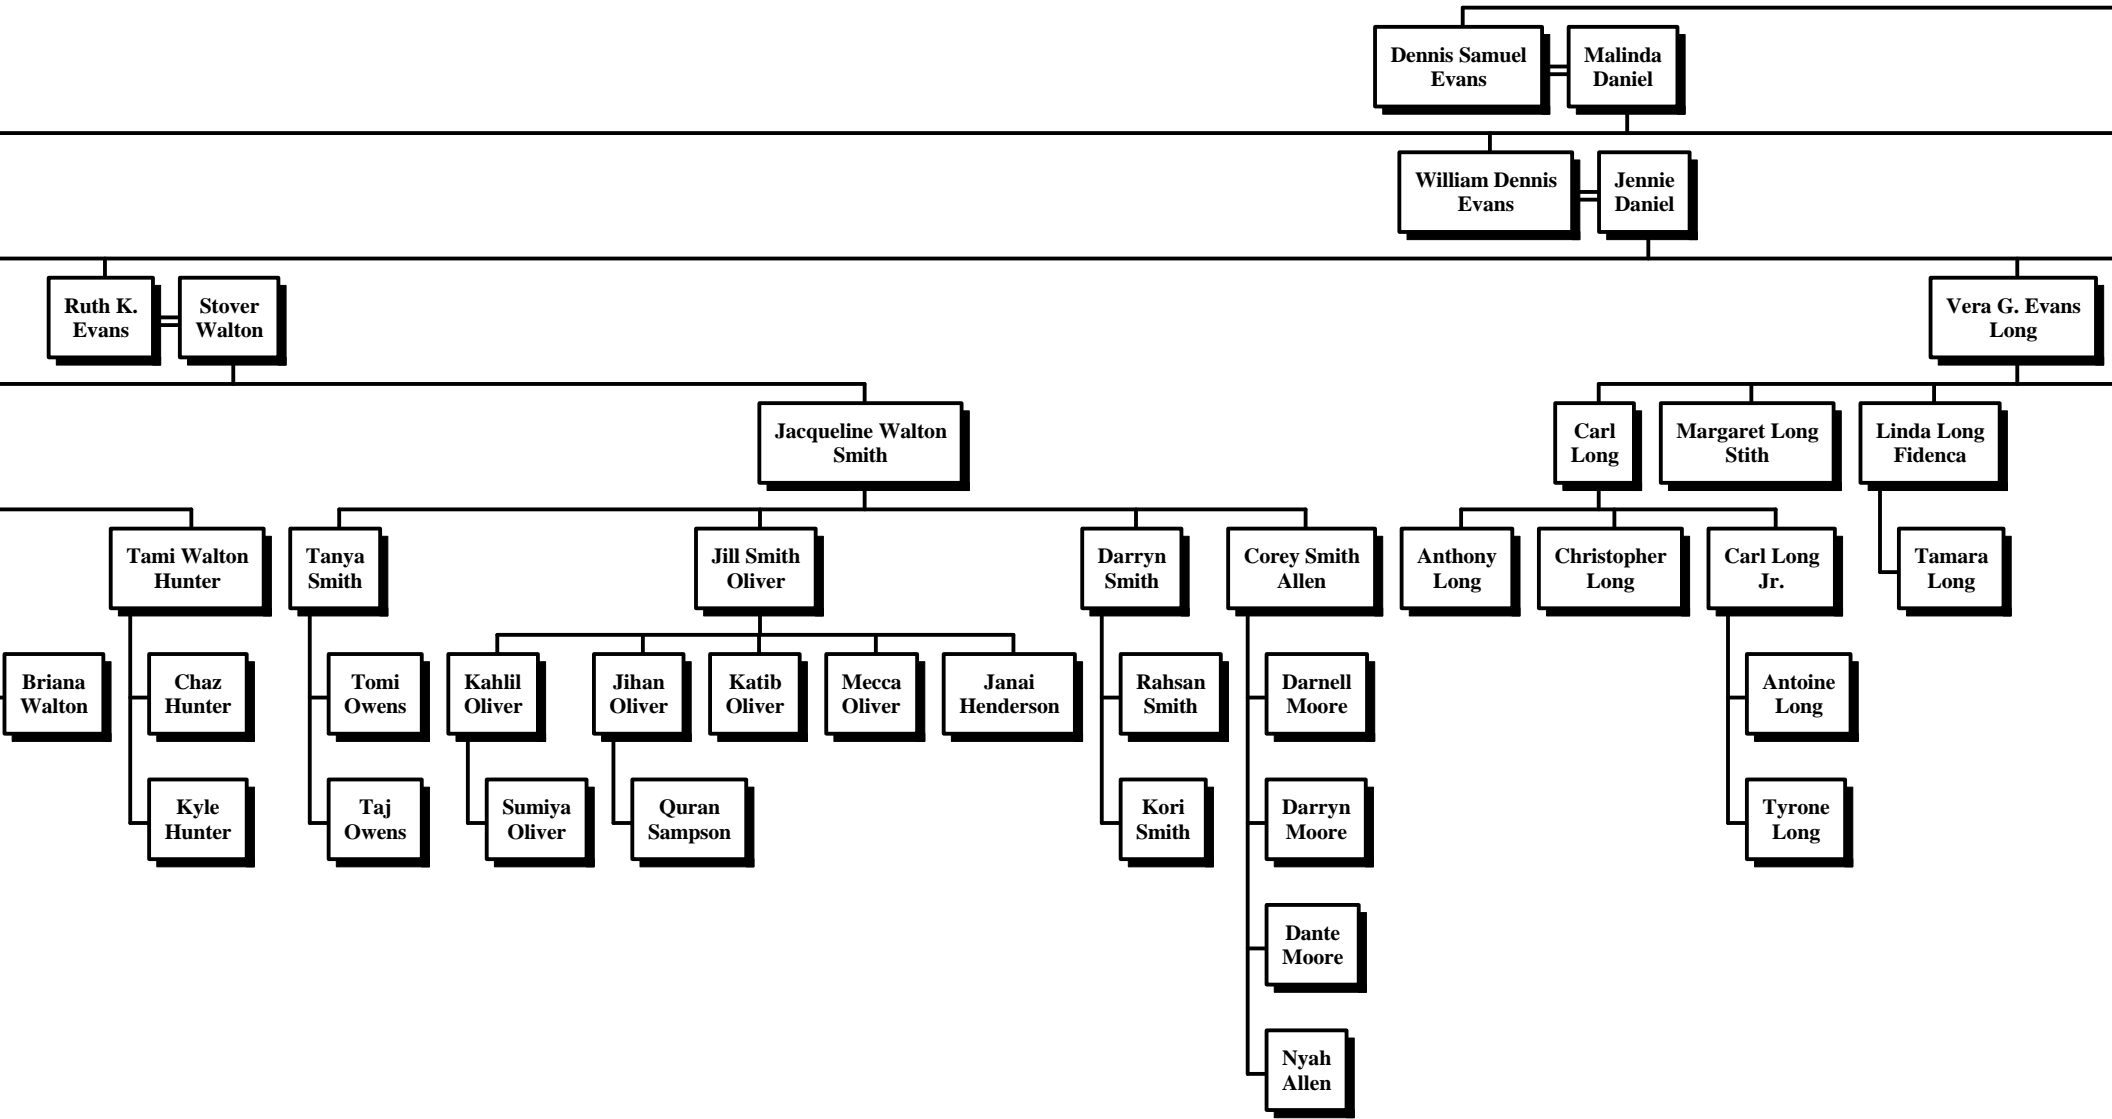 Dennis Samuel
Evans
Malinda
Daniel
William Dennis
Evans
Jennie
Daniel
Ruth K.
Evans
Stover
Walton
Vera G. Evans
Long
Jacqueline Walton
Smith
Carl
Long
Margaret Long
Stith
Linda Long
Fidenca
Tami Walton
Hunter
Tanya
Smith
Jill Smith
Oliver
Darryn
Smith
Corey Smith
Allen
Anthony
Long
Christopher
Long
Carl Long
Jr.
Tamara
Long
Briana
Walton
Chaz
Hunter
Tomi
Owens
Kahlil
Oliver
Jihan
Oliver
Katib
Oliver
Mecca
Oliver
Janai
Henderson
Rahsan
Smith
Darnell
Moore
Antoine
Long
Kyle
Hunter
Taj
Owens
Sumiya
Oliver
Quran
Sampson
Kori
Smith
Darryn
Moore
Tyrone
Long
Dante
Moore
Nyah
Allen